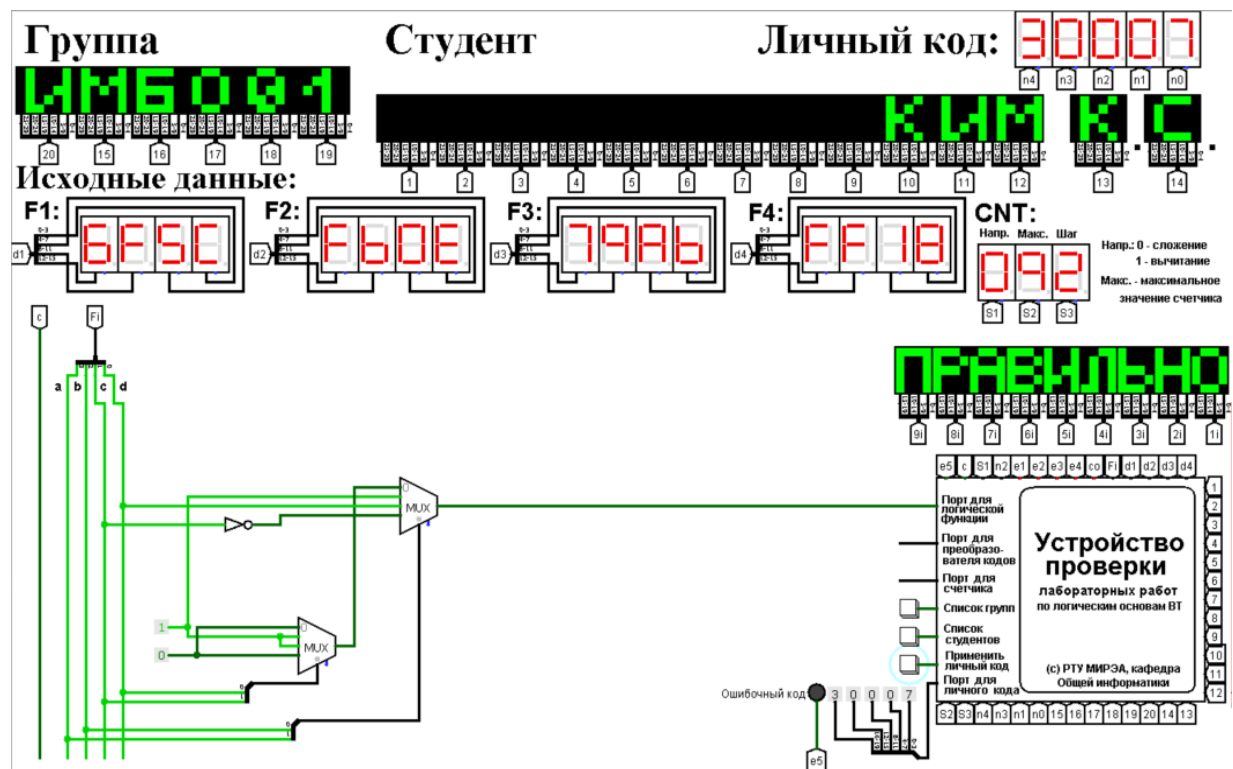 Группа Студент Личный код: 30007
n4 n3 n2 n1 n0
ИМБО01 КИМ К. С.
20 15 16 17 18 19
1 2 3 4 5 6 7 8 9 10 11 12 13 14
Исходные данные:
F1: 6F5C F2: Fb0E F3: 79Ab F4: FF18 CNT:
Напр. Макс. Шаг
092
d1 d2 d3 d4
S1 S2 S3
Напр.: 0 - сложение
1 - вычитание
Макс. - максимальное
значение счетчика
c Fi
a b c d
ПРАВИЛЬНО
9i 8i 7i 6i 5i 4i 3i 2i 1i
e5 c S1 n2 e1 e2 e3 e4 co Fi d1 d2 d3 d4
0
MUX
Порт для
логической
функции
Порт для
преобразо-
вателя кодов
Порт для
счетчика
Список групп
Список
студентов
Применить
личный код
Порт для
личного кода
Устройство
проверки
лабораторных работ
по логическим основам ВТ
(с) РТУ МИРЭА, кафедра
Общей информатики
1
2
3
4
5
6
7
8
9
10
11
12
1
0
0
MUX
Ошибочный код: 3 0 0 0 7
e5
S2 S3 n4 n3 n1 n0 15 16 17 18 19 20 14 13